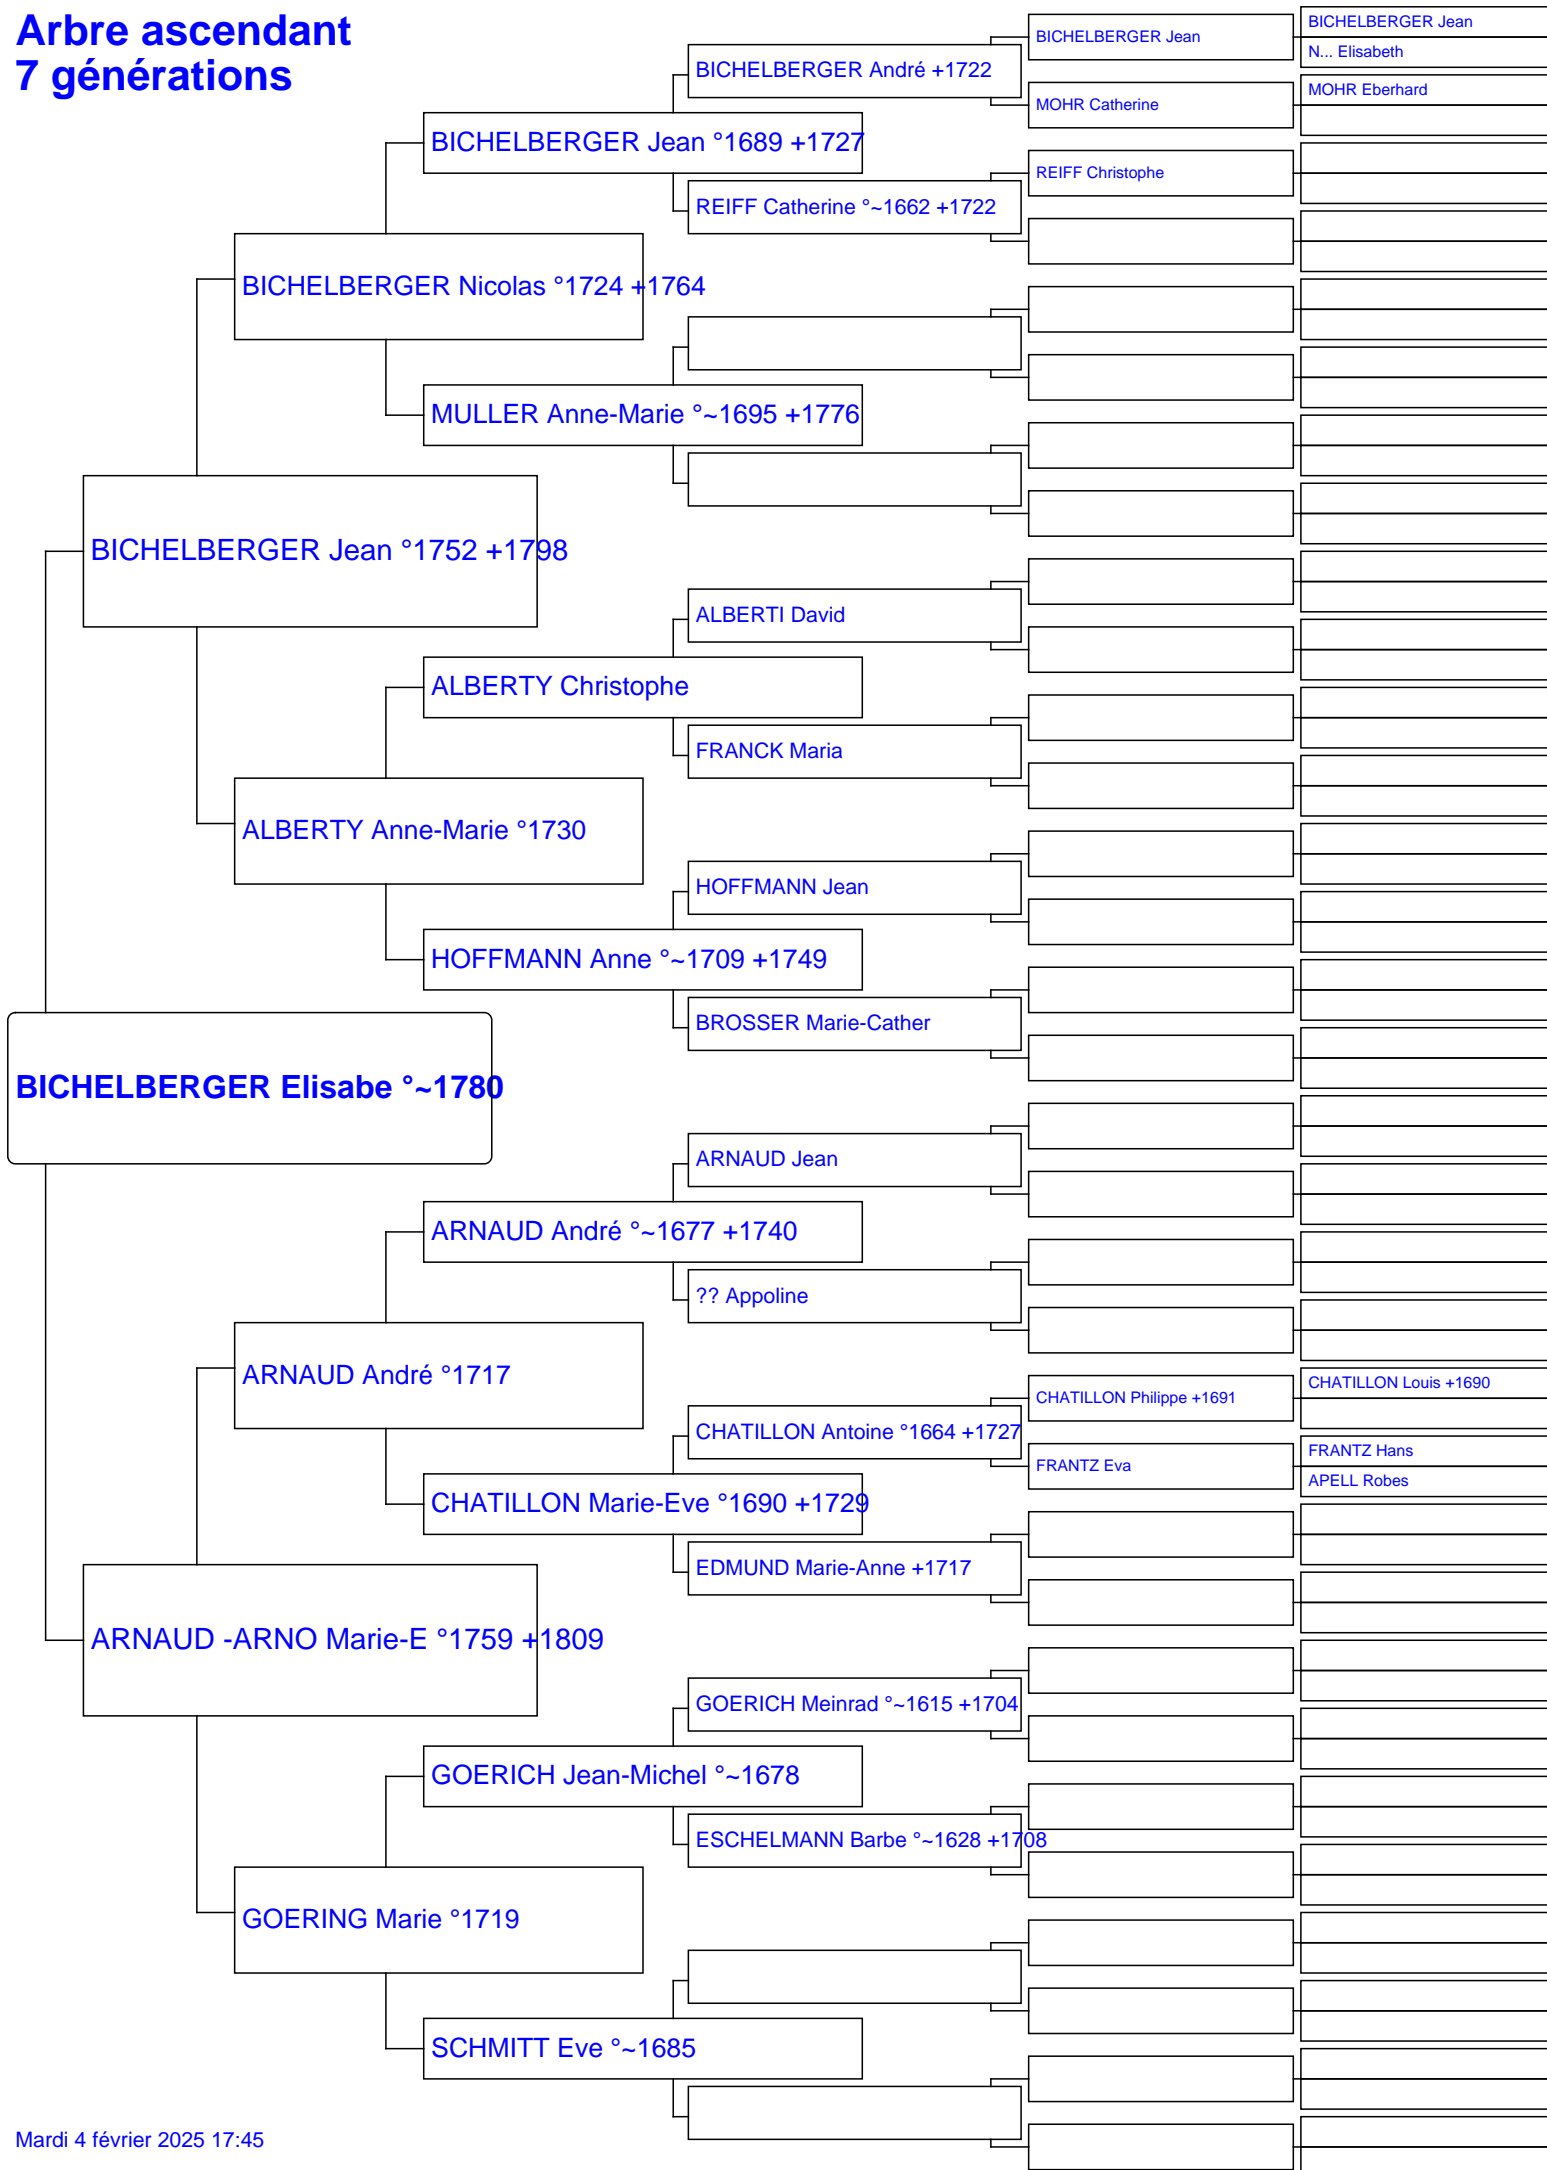 Arbre ascendant
7 générations
BICHELBERGER Jean
N... Elisabeth
BICHELBERGER Jean
BICHELBERGER André +1722
MOHR Eberhard
MOHR Catherine
BICHELBERGER Jean °1689 +1727
REIFF Christophe
REIFF Catherine °~1662 +1722
BICHELBERGER Nicolas °1724 +1764
MULLER Anne-Marie °~1695 +1776
BICHELBERGER Jean °1752 +1798
ALBERTI David
ALBERTY Christophe
FRANCK Maria
ALBERTY Anne-Marie °1730
HOFFMANN Jean
HOFFMANN Anne °~1709 +1749
BROSSER Marie-Cather
BICHELBERGER Elisabe °~1780
ARNAUD Jean
ARNAUD André °~1677 +1740
?? Appoline
ARNAUD André °1717
CHATILLON Louis +1690
CHATILLON Philippe +1691
CHATILLON Antoine °1664 +1727
FRANTZ Hans
FRANTZ Eva
APELL Robes
CHATILLON Marie-Eve °1690 +1729
EDMUND Marie-Anne +1717
ARNAUD -ARNO Marie-E °1759 +1809
GOERICH Meinrad °~1615 +1704
GOERICH Jean-Michel °~1678
ESCHELMANN Barbe °~1628 +1708
GOERING Marie °1719
SCHMITT Eve °~1685
Mardi 4 février 2025 17:45